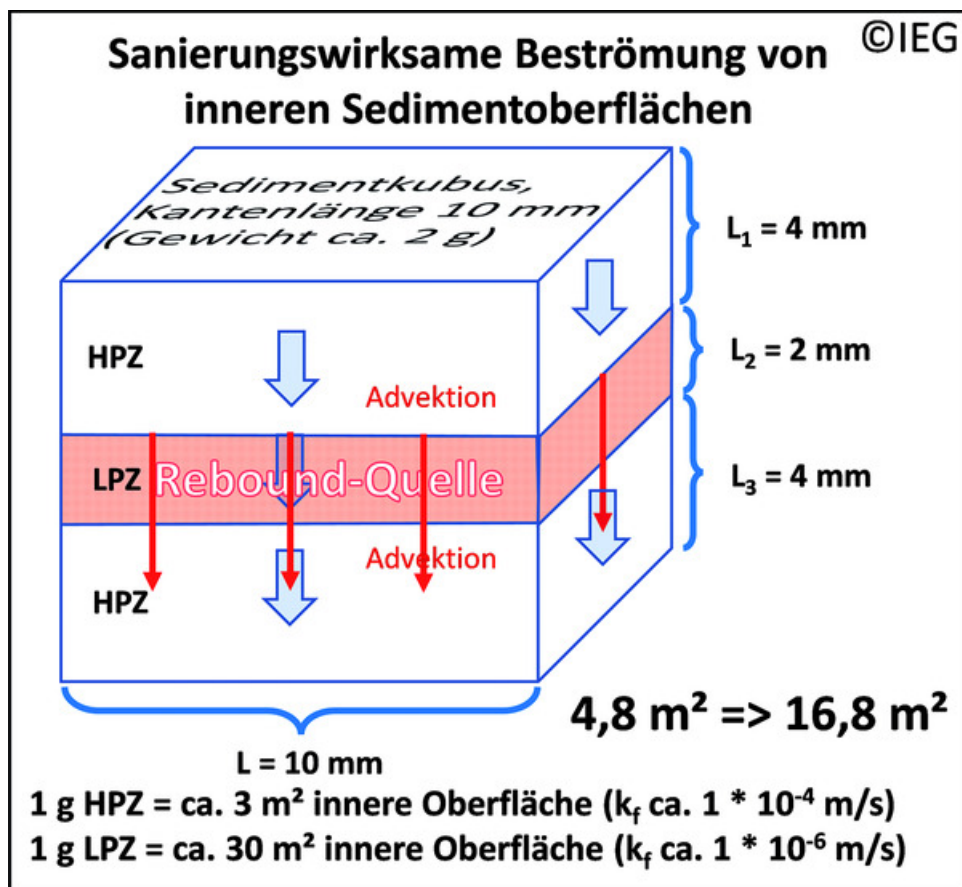 ©IEG
Sanierungswirksame Beströmung von
inneren Sedimentoberflächen
Sedimentkubus,
Kantenlänge 10 mm
(Gewicht ca. 2 g)
L₁ = 4 mm
L₂ = 2 mm
HPZ
Advektion
LPZ
Rebound-Quelle
L₃ = 4 mm
Advektion
HPZ
4,8 m² => 16,8 m²
L = 10 mm
1 g HPZ = ca. 3 m² innere Oberfläche (k_f ca. 1 * 10⁻⁴ m/s)
1 g LPZ = ca. 30 m² innere Oberfläche (k_f ca. 1 * 10⁻⁶ m/s)